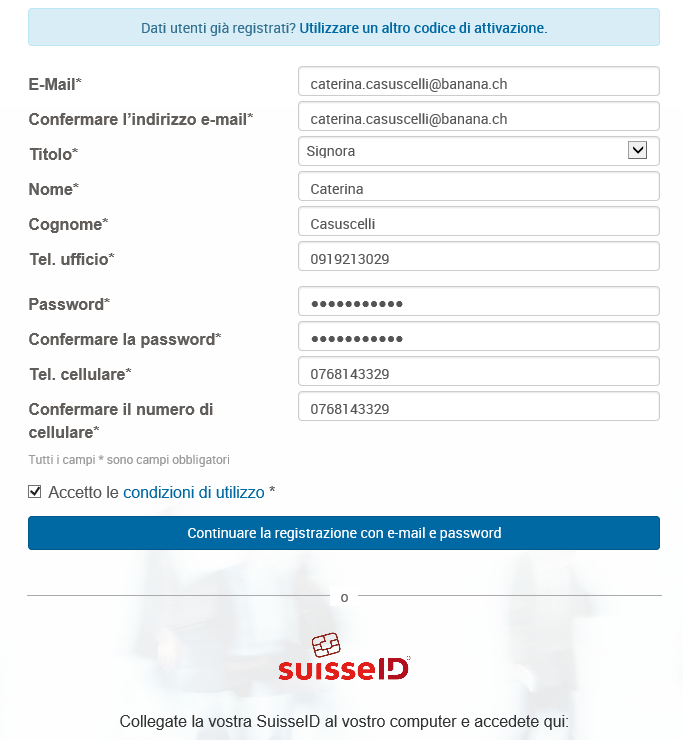 Dati utenti già registrati? Utilizzare un altro codice di attivazione.
E-Mail* caterina.casuscelli@banana.ch
Confermare l'indirizzo e-mail* caterina.casuscelli@banana.ch
Titolo* Signora
Nome* Caterina
Cognome* Casuscelli
Tel. ufficio* 0919213029
Password* •••••••••••
Confermare la password* •••••••••••
Tel. cellulare* 0768143329
Confermare il numero di cellulare* 0768143329
Tutti i campi * sono campi obbligatori
Accetto le condizioni di utilizzo *
Continuare la registrazione con e-mail e password
o
suisseID
Collegate la vostra SuisseID al vostro computer e accedete qui: